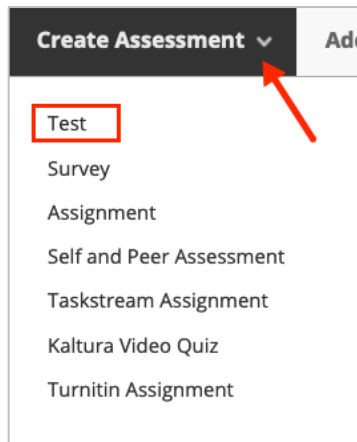 Create Assessment
Test
Survey
Assignment
Self and Peer Assessment
Taskstream Assignment
Kaltura Video Quiz
Turnitin Assignment